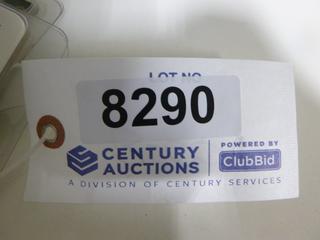 LOT NO
8290
CENTURY AUCTIONS
POWERED BY ClubBid
A DIVISION OF CENTURY SERVICES